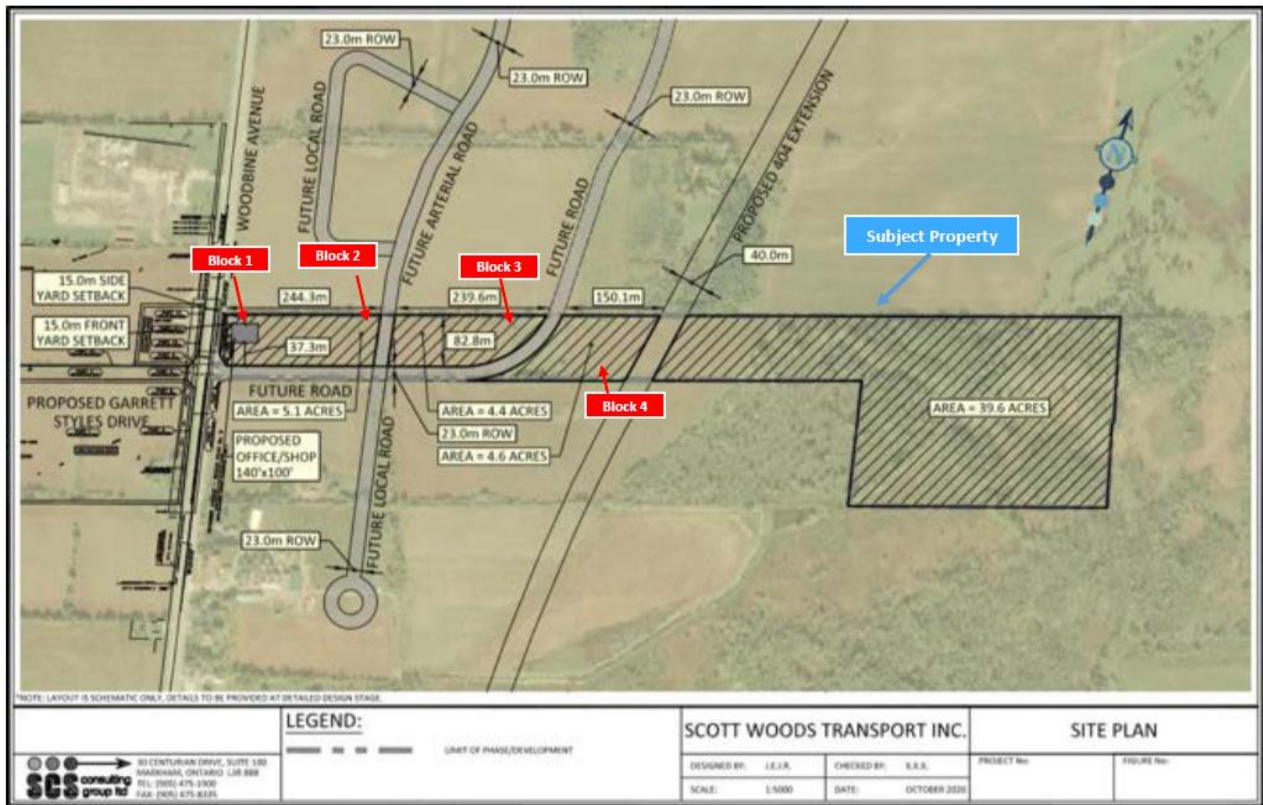 23.0m ROW
23.0m ROW
23.0m ROW
WOODBINE AVENUE
FUTURE LOCAL ROAD
FUTURE ARTERIAL ROAD
FUTURE ROAD
PROPOSED 404 EXTENSION
N
Subject Property
Block 1
Block 2
Block 3
40.0m
15.0m SIDE
YARD SETBACK
244.3m
239.6m
150.1m
15.0m FRONT
YARD SETBACK
37.3m
82.8m
FUTURE ROAD
PROPOSED GARRETT
STYLES DRIVE
AREA = 5.1 ACRES
AREA = 4.4 ACRES
Block 4
AREA = 39.6 ACRES
23.0m ROW
AREA = 4.6 ACRES
PROPOSED
OFFICE/SHOP
140'x100'
FUTURE LOCAL ROAD
23.0m ROW
*NOTE: LAYOUT IS SCHEMATIC ONLY, DETAILS TO BE PROVIDED AT DETAILED DESIGN STAGE.
LEGEND:
LIMIT OF PHASE/DEVELOPMENT
SCOTT WOODS TRANSPORT INC.
SITE PLAN
DESIGNED BY: J.E.J.R.
CHECKED BY:
PROJECT No:
FIGURE No:
SCALE: 1:5000
DATE: OCTOBER 2020
SCS consulting
group ltd
30 CENTURIAN DRIVE, SUITE 100
MARKHAM, ONTARIO L3R 8B8
TEL: (905) 475-1900
FAX: (905) 475-8335